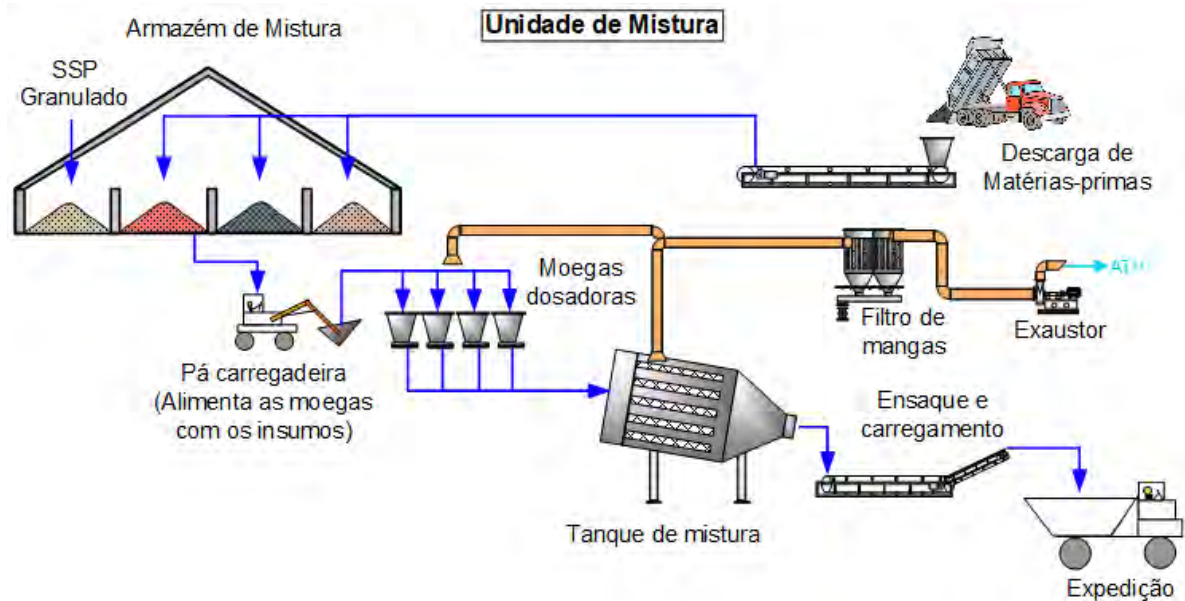 Unidade de Mistura
Armazém de Mistura
SSP
Granulado
Descarga de
Matérias-primas
Moegas
dosadoras
Filtro de
mangas
Exaustor
Pá carregadeira
(Alimenta as moegas
com os insumos)
Ensaque e
carregamento
Tanque de mistura
Expedição